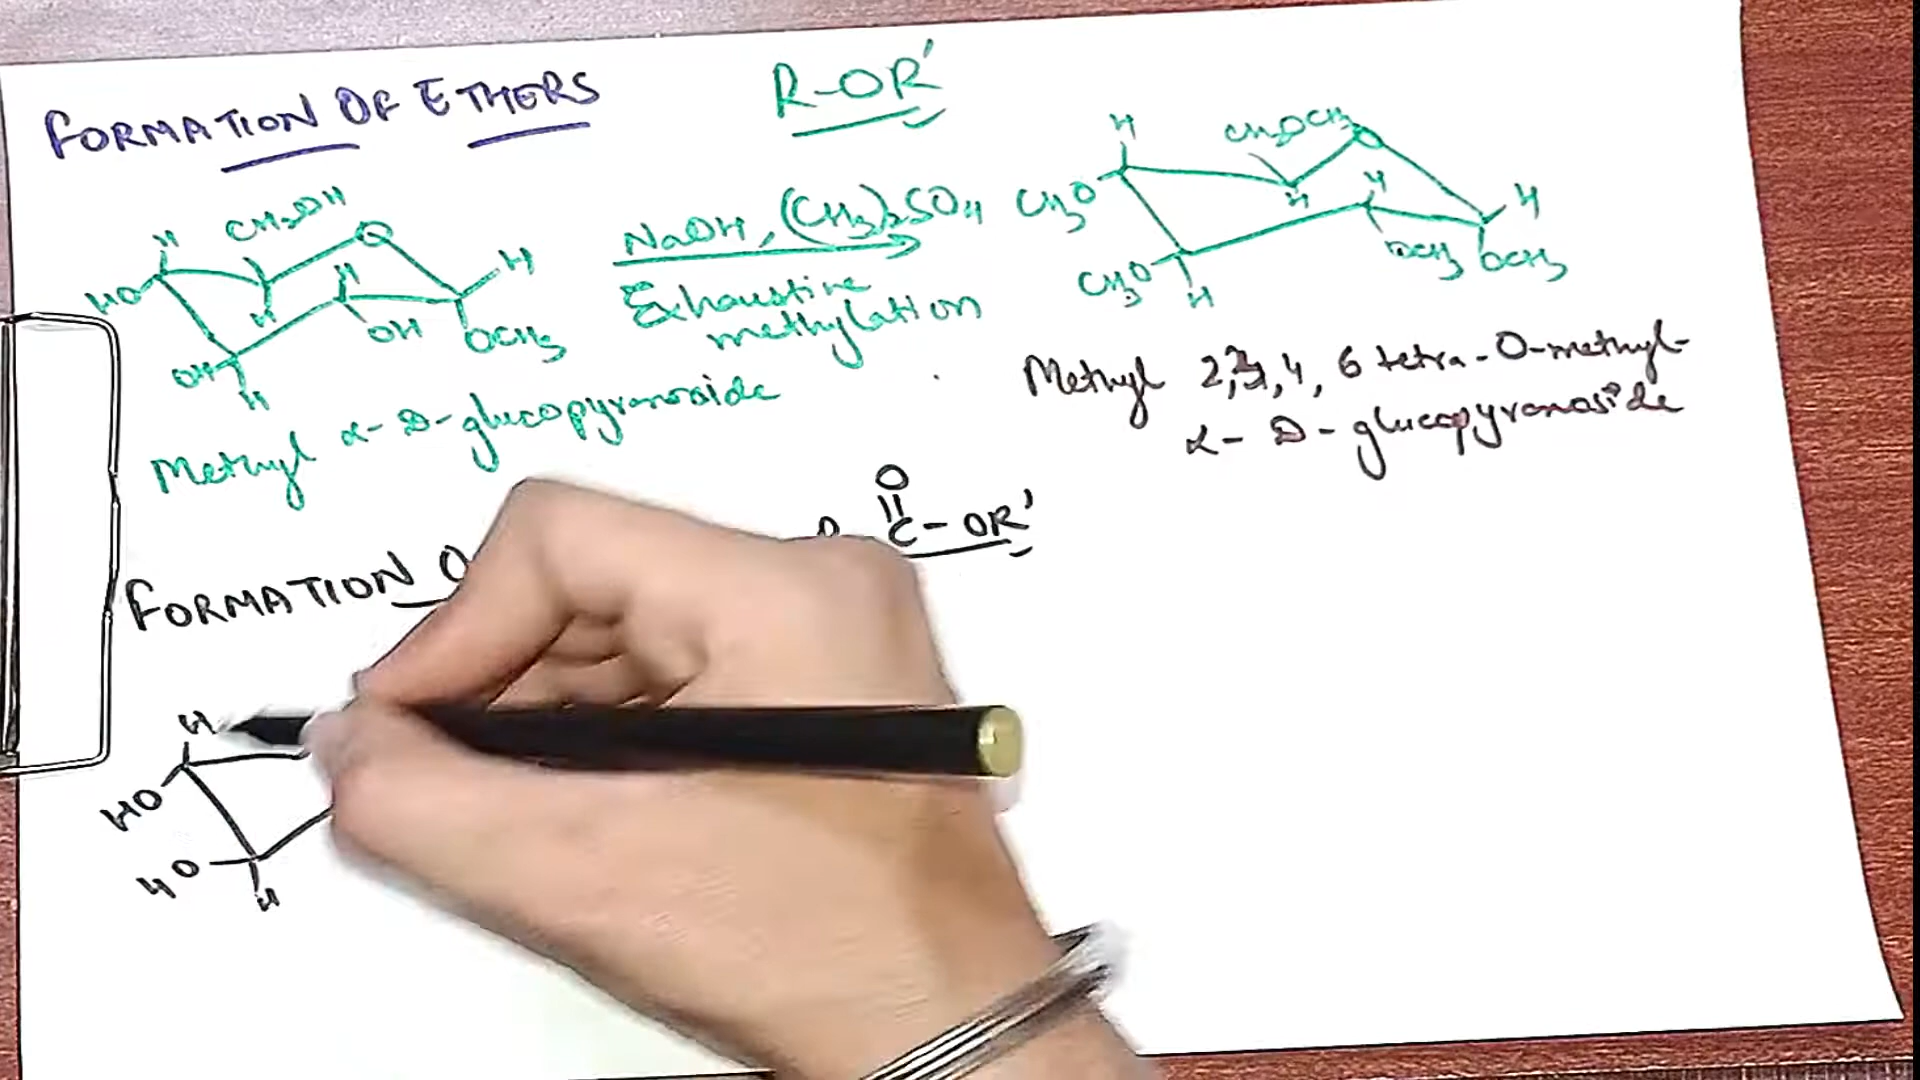 FORMATION OF ETHERS
R-OR'
H CH2OH O H
HO H H OH OCH3
OH H
NaOH, (CH3)2SO4
Exhaustive
methylation
H CH2OCH3 O H
CH3O H H OCH3 OCH3
CH3O H
Methyl α-D-glucopyranoside
Methyl 2,3,4, 6 tetra-O-methyl-
α-D-glucopyranoside
FORMATION O
O
C-OR'
H
HO
HO
H